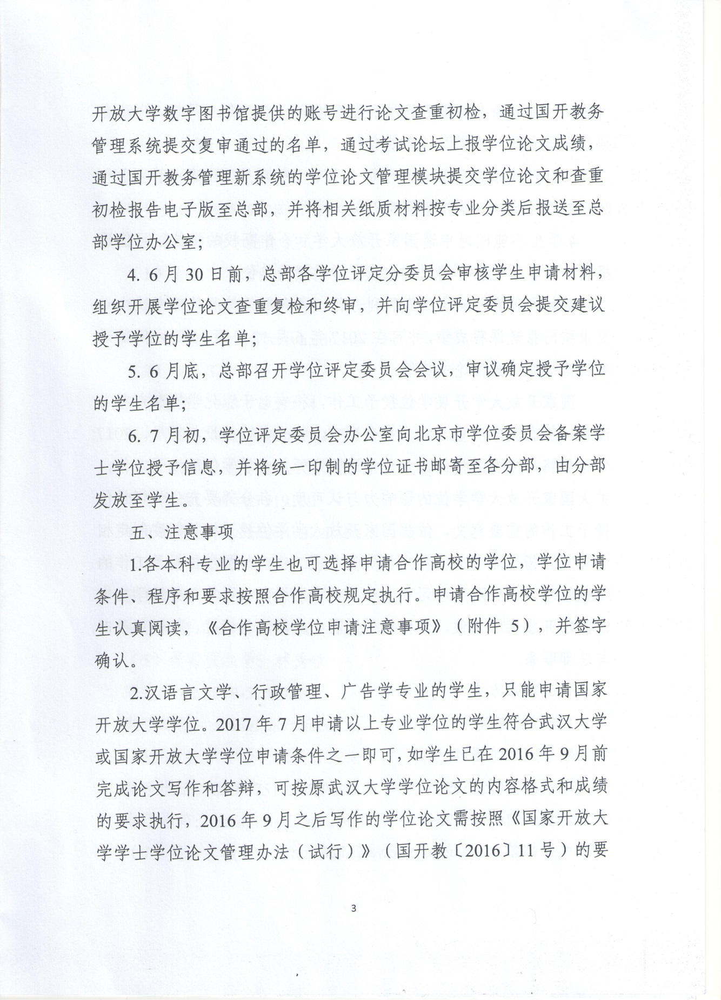 开放大学数字图书馆提供的账号进行论文查重初检，通过国开教务
管理系统提交复审通过的名单，通过考试论坛上报学位论文成绩，
通过国开教务管理新系统的学位论文管理模块提交学位论文和查重
初检报告电子版至总部，并将相关纸质材料按专业分类后报送至总
部学位办公室；
4. 6月30日前，总部各学位评定分委员会审核学生申请材料，
组织开展学位论文查重复检和终审，并向学位评定委员会提交建议
授予学位的学生名单；
5. 6月底，总部召开学位评定委员会会议，审议确定授予学位
的学生名单；
6. 7月初，学位评定委员会办公室向北京市学位委员会备案学
士学位授予信息，并将统一印制的学位证书邮寄至各分部，由分部
发放至学生。
五、注意事项
1.各本科专业的学生也可选择申请合作高校的学位，学位申请
条件、程序和要求按照合作高校规定执行。申请合作高校学位的学
生认真阅读，《合作高校学位申请注意事项》（附件 5），并签字
确认。
2.汉语言文学、行政管理、广告学专业的学生，只能申请国家
开放大学学位。2017年7月申请以上专业学位的学生符合武汉大学
或国家开放大学学位申请条件之一即可，如学生已在2016年9月前
完成论文写作和答辩，可按原武汉大学学位论文的内容格式和成绩
的要求执行，2016年9月之后写作的学位论文需按照《国家开放大
学学士学位论文管理办法（试行）》（国开教〔2016〕11号）的要
3